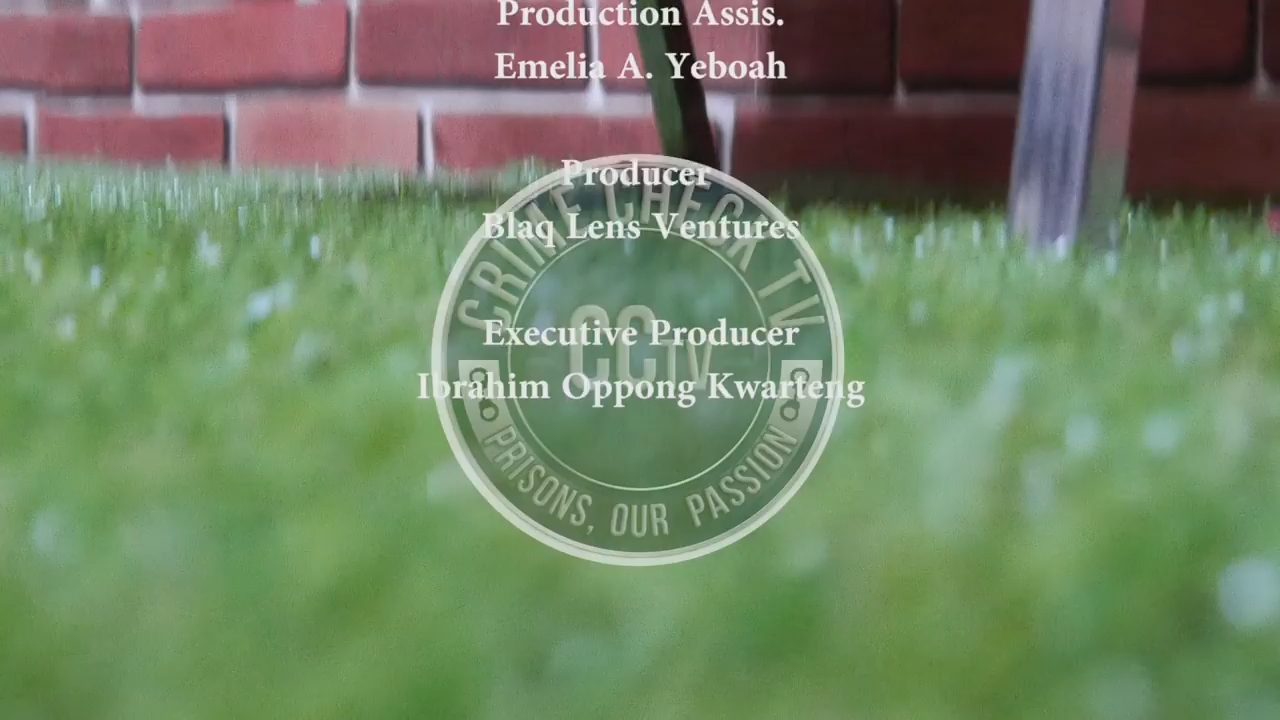 Production Assis.
Emelia A. Yeboah
Producer
Blaq Lens Ventures
Executive Producer
Ibrahim Oppong Kwarteng
CRIME CHECK TV
CCTV
PRISONS, OUR PASSION